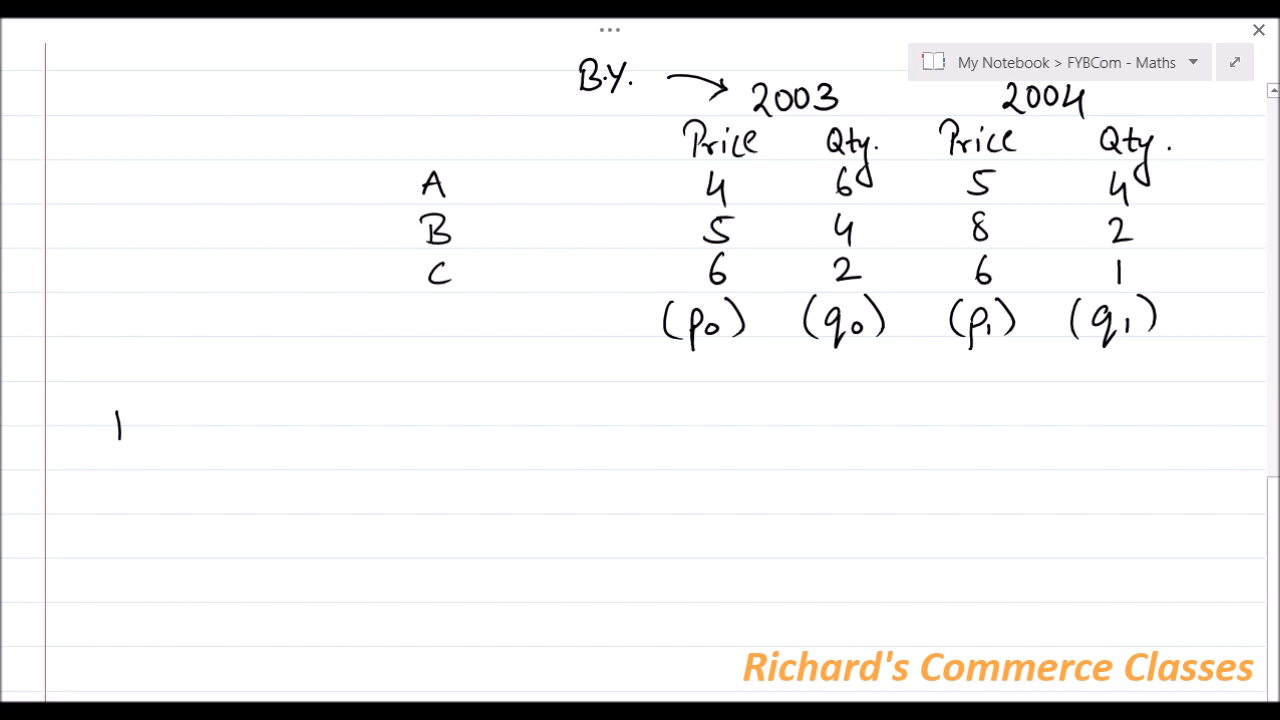 My Notebook > FYBCom - Maths
B.Y. → 2003 2004
Price Qty. Price Qty.
A 4 6 5 4
B 5 4 8 2
C 6 2 6 1
(p₀) (q₀) (p₁) (q₁)
Richard's Commerce Classes